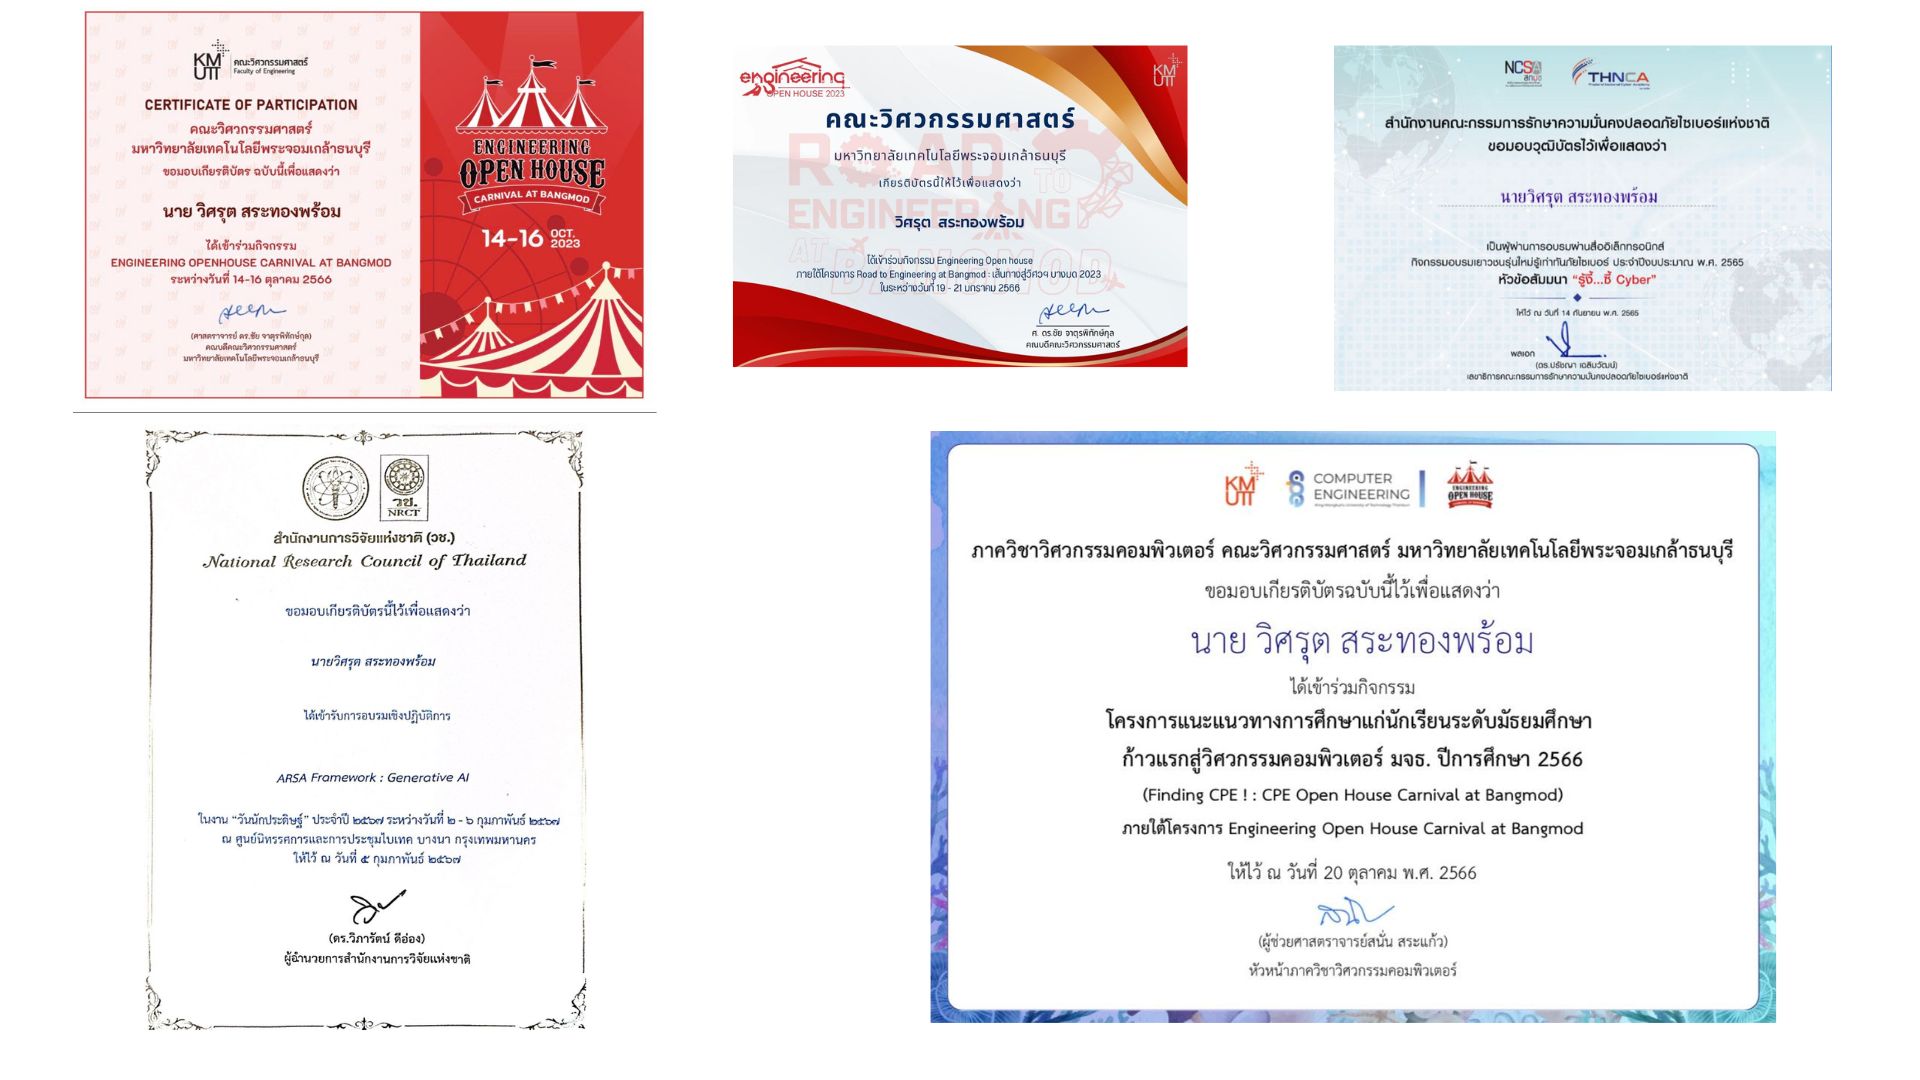 KM
UTT
คณะวิศวกรรมศาสตร์
Faculty of Engineering
CERTIFICATE OF PARTICIPATION
คณะวิศวกรรมศาสตร์
มหาวิทยาลัยเทคโนโลยีพระจอมเกล้าธนบุรี
ขอมอบเกียรติบัตร ฉบับนี้เพื่อแสดงว่า
นาย วิศรุต สระทองพร้อม
ได้เข้าร่วมกิจกรรม
ENGINEERING OPENHOUSE CARNIVAL AT BANGMOD
ระหว่างวันที่ 14-16 ตุลาคม 2566
(ศาสตราจารย์ ดร.ชัย จาตุรพิทักษ์กุล)
คณบดีคณะวิศวกรรมศาสตร์
มหาวิทยาลัยเทคโนโลยีพระจอมเกล้าธนบุรี
ENGINEERING
OPEN HOUSE
CARNIVAL AT BANGMOD
14-16 OCT. 2023
engineering
OPEN HOUSE 2023
KM
UTT
คณะวิศวกรรมศาสตร์
มหาวิทยาลัยเทคโนโลยีพระจอมเกล้าธนบุรี
เกียรติบัตรนี้ให้ไว้เพื่อแสดงว่า
วิศรุต สระทองพร้อม
ROAD TO
ENGINEERING
AT BANGMOD
ได้เข้าร่วมกิจกรรม Engineering Open house
ภายใต้โครงการ Road to Engineering at Bangmod : เส้นทางสู่วิศวฯ บางมด 2023
ในระหว่างวันที่ 19 - 21 มกราคม 2566
ศ. ดร.ชัย จาตุรพิทักษ์กุล
คณบดีคณะวิศวกรรมศาสตร์
NCSA
สกมช
THNCA
สำนักงานคณะกรรมการรักษาความมั่นคงปลอดภัยไซเบอร์แห่งชาติ
ขอมอบวุฒิบัตรไว้เพื่อแสดงว่า
นายวิศรุต สระทองพร้อม
เป็นผู้ผ่านการอบรมผ่านสื่ออิเล็กทรอนิกส์
กิจกรรมอบรมเยาวชนรุ่นใหม่รู้เท่าทันภัยไซเบอร์ ประจำปีงบประมาณ พ.ศ. 2565
หัวข้อสัมมนา “รู้งี้...ชี้ Cyber”
ให้ไว้ ณ วันที่ 14 กันยายน พ.ศ. 2565
พลเอก
(ดร.ปรัชญา เฉลิมวัฒน์)
เลขาธิการคณะกรรมการรักษาความมั่นคงปลอดภัยไซเบอร์แห่งชาติ
วช.
NRCT
สำนักงานการวิจัยแห่งชาติ (วช.)
National Research Council of Thailand
ขอมอบเกียรติบัตรนี้ไว้เพื่อแสดงว่า
นายวิศรุต สระทองพร้อม
ได้เข้ารับการอบรมเชิงปฏิบัติการ
ARSA Framework : Generative AI
ในงาน “วันนักประดิษฐ์” ประจำปี ๒๕๖๗ ระหว่างวันที่ ๒ - ๖ กุมภาพันธ์ ๒๕๖๗
ณ ศูนย์นิทรรศการและการประชุมไบเทค บางนา กรุงเทพมหานคร
ให้ไว้ ณ วันที่ ๕ กุมภาพันธ์ ๒๕๖๗
(ดร.วิภารัตน์ ดีอ่อง)
ผู้อำนวยการสำนักงานการวิจัยแห่งชาติ
KM
UTT
COMPUTER
ENGINEERING
ENGINEERING
OPEN HOUSE
ภาควิชาวิศวกรรมคอมพิวเตอร์ คณะวิศวกรรมศาสตร์ มหาวิทยาลัยเทคโนโลยีพระจอมเกล้าธนบุรี
ขอมอบเกียรติบัตรฉบับนี้ไว้เพื่อแสดงว่า
นาย วิศรุต สระทองพร้อม
ได้เข้าร่วมกิจกรรม
โครงการแนะแนวทางการศึกษาแก่นักเรียนระดับมัธยมศึกษา
ก้าวแรกสู่วิศวกรรมคอมพิวเตอร์ มจธ. ปีการศึกษา 2566
(Finding CPE ! : CPE Open House Carnival at Bangmod)
ภายใต้โครงการ Engineering Open House Carnival at Bangmod
ให้ไว้ ณ วันที่ 20 ตุลาคม พ.ศ. 2566
(ผู้ช่วยศาสตราจารย์สนั่น สระแก้ว)
หัวหน้าภาควิชาวิศวกรรมคอมพิวเตอร์